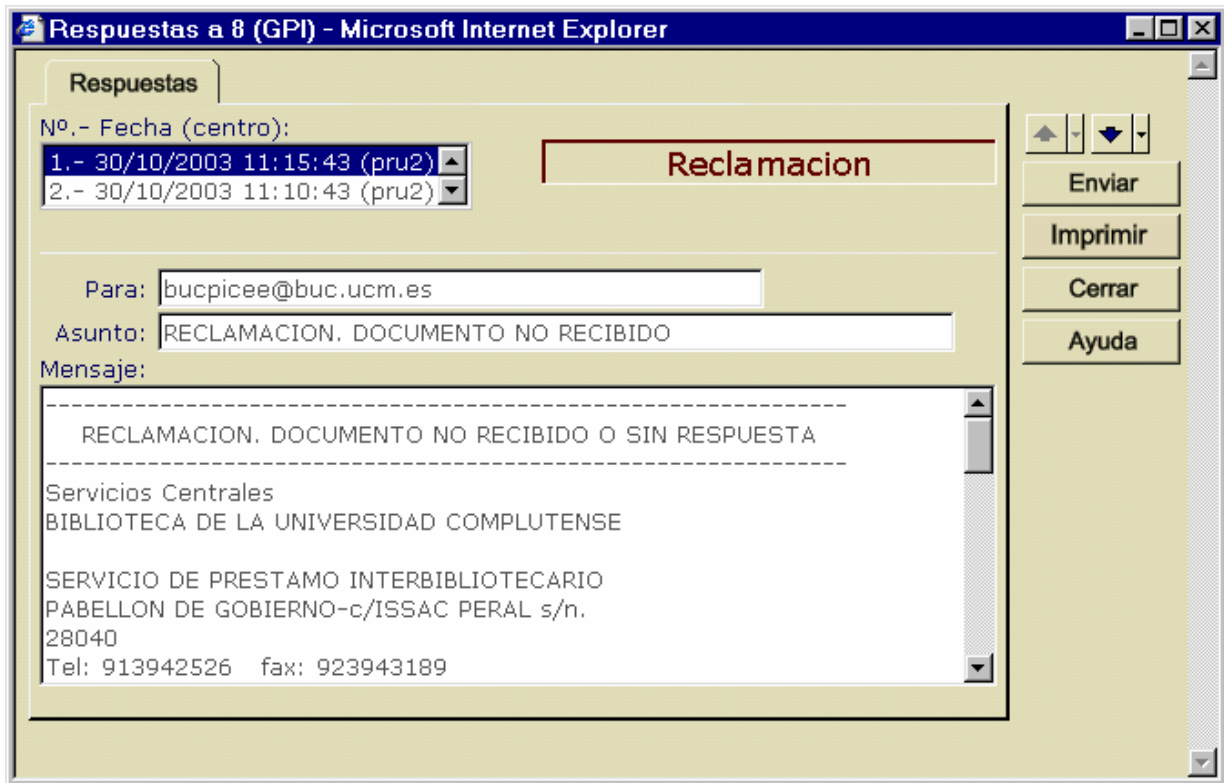 Respuestas a 8 (GPI) - Microsoft Internet Explorer
Respuestas
Nº.- Fecha (centro):
1.- 30/10/2003 11:15:43 (pru2)
2.- 30/10/2003 11:10:43 (pru2)
Reclamacion
Enviar
Imprimir
Cerrar
Ayuda
Para: bucpicee@buc.ucm.es
Asunto: RECLAMACION. DOCUMENTO NO RECIBIDO
Mensaje:
----------------------------------------------------------------
RECLAMACION. DOCUMENTO NO RECIBIDO O SIN RESPUESTA
----------------------------------------------------------------
Servicios Centrales
BIBLIOTECA DE LA UNIVERSIDAD COMPLUTENSE
SERVICIO DE PRESTAMO INTERBIBLIOTECARIO
PABELLON DE GOBIERNO-c/ISSAC PERAL s/n.
28040
Tel: 913942526 fax: 923943189